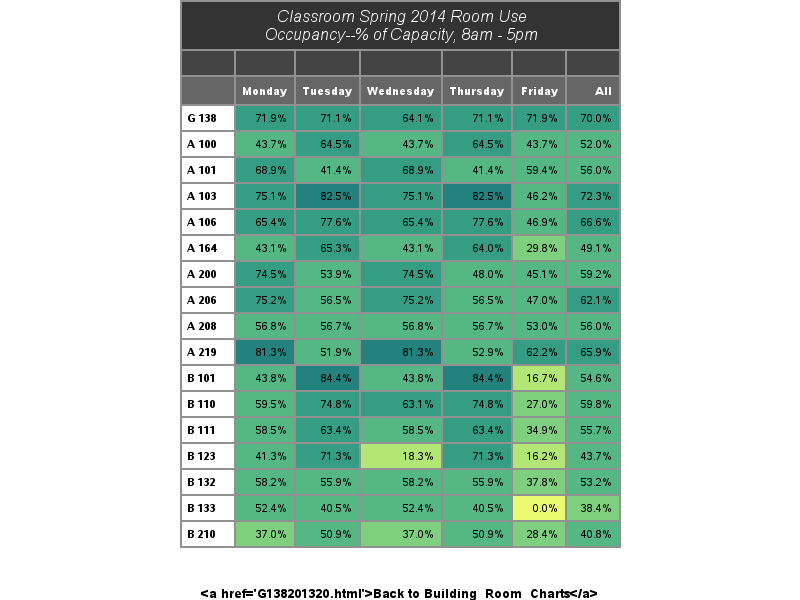 Classroom Spring 2014 Room Use
Occupancy--% of Capacity, 8am - 5pm
Monday Tuesday Wednesday Thursday Friday All
G 138 71.9% 71.1% 64.1% 71.1% 71.9% 70.0%
A 100 43.7% 64.5% 43.7% 64.5% 43.7% 52.0%
A 101 68.9% 41.4% 68.9% 41.4% 59.4% 56.0%
A 103 75.1% 82.5% 75.1% 82.5% 46.2% 72.3%
A 106 65.4% 77.6% 65.4% 77.6% 46.9% 66.6%
A 164 43.1% 65.3% 43.1% 64.0% 29.8% 49.1%
A 200 74.5% 53.9% 74.5% 48.0% 45.1% 59.2%
A 206 75.2% 56.5% 75.2% 56.5% 47.0% 62.1%
A 208 56.8% 56.7% 56.8% 56.7% 53.0% 56.0%
A 219 81.3% 51.9% 81.3% 52.9% 62.2% 65.9%
B 101 43.8% 84.4% 43.8% 84.4% 16.7% 54.6%
B 110 59.5% 74.8% 63.1% 74.8% 27.0% 59.8%
B 111 58.5% 63.4% 58.5% 63.4% 34.9% 55.7%
B 123 41.3% 71.3% 18.3% 71.3% 16.2% 43.7%
B 132 58.2% 55.9% 58.2% 55.9% 37.8% 53.2%
B 133 52.4% 40.5% 52.4% 40.5% 0.0% 38.4%
B 210 37.0% 50.9% 37.0% 50.9% 28.4% 40.8%
<a href='G138201320.html'>Back to Building_Room_Charts</a>